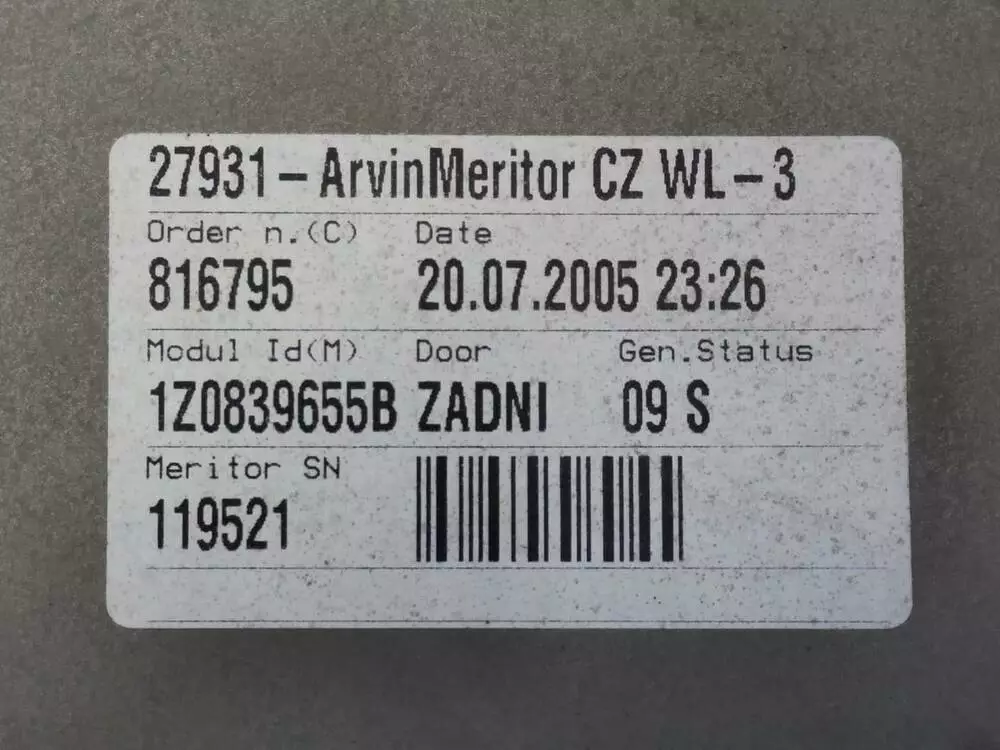 27931 – ArvinMeritor CZ WL – 3
Order n.(C) Date
816795 20.07.2005 23:26
Modul Id(M) Door Gen.Status
1Z0839655B ZADNI 09 S
Meritor SN
119521